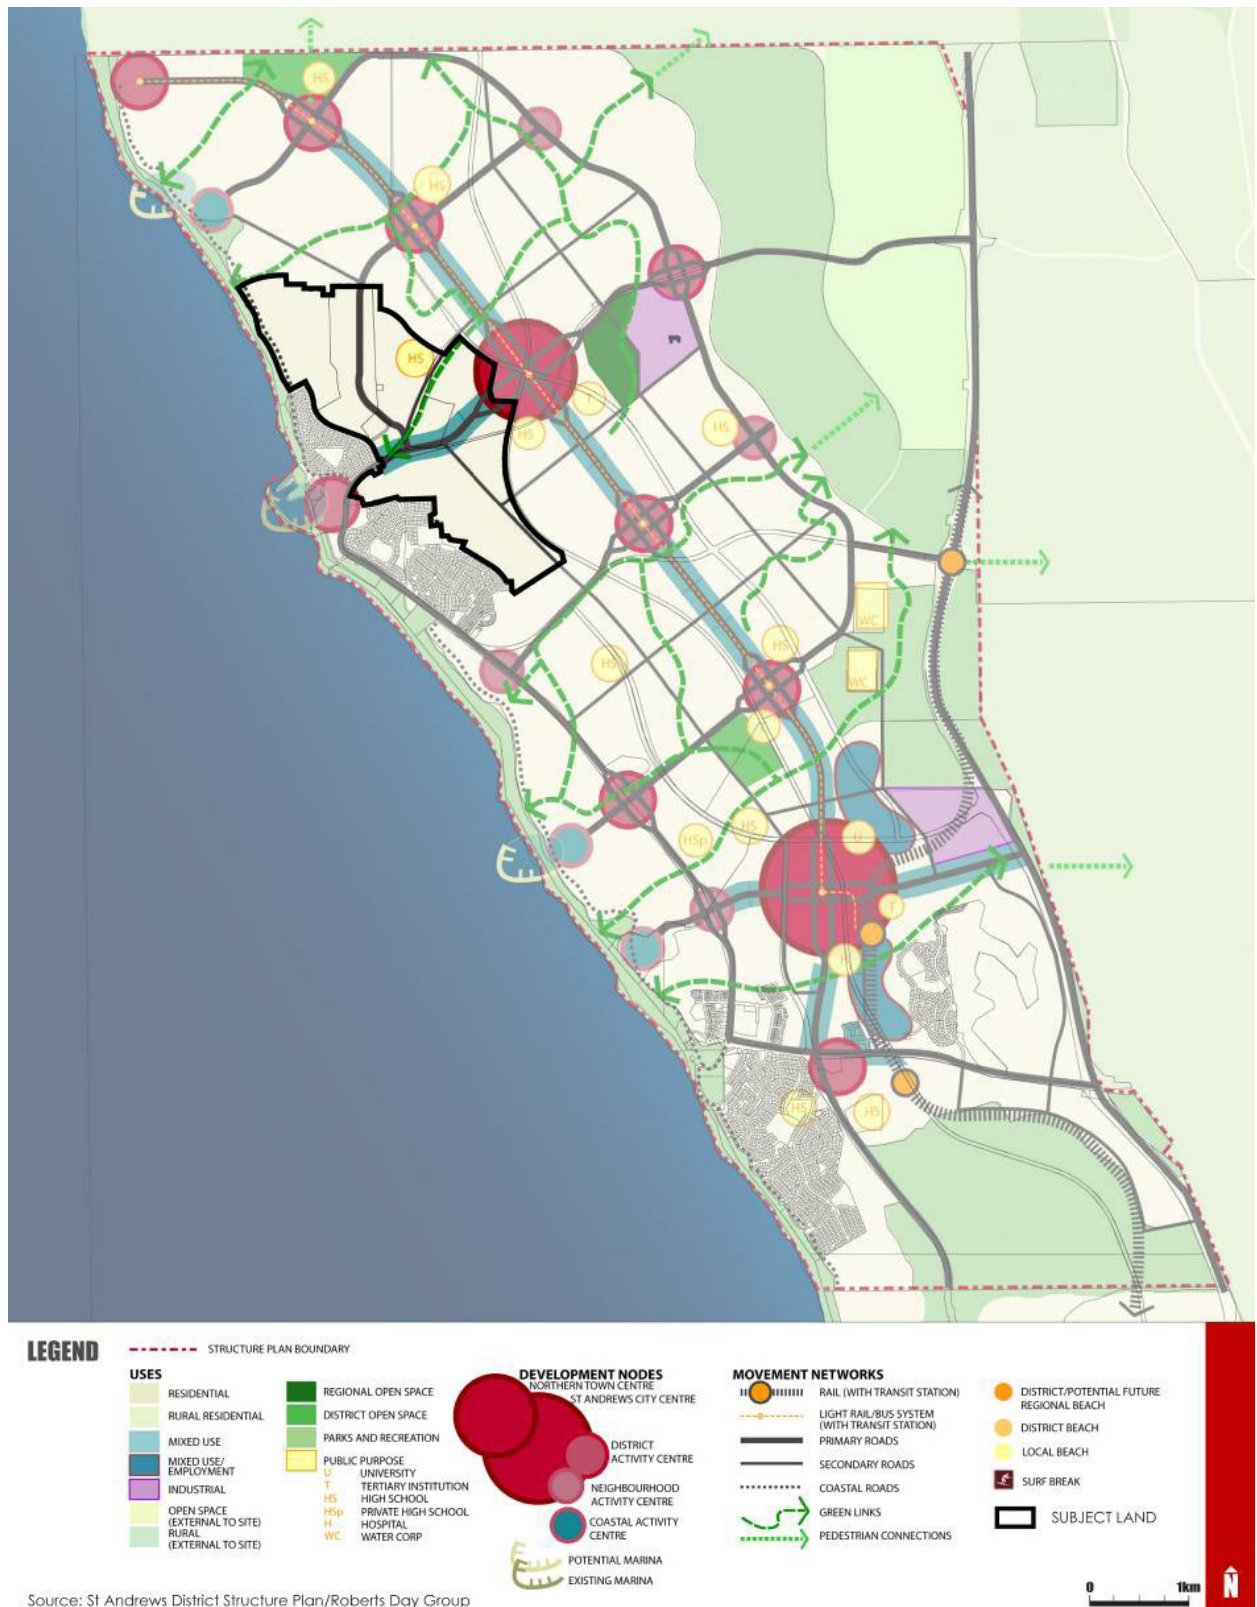 HS
HS
HS
T
HS
HS
WC
HS
HS
WC
HS
U
HSp
T
H
HS
HS
LEGEND
STRUCTURE PLAN BOUNDARY
USES
RESIDENTIAL
RURAL RESIDENTIAL
MIXED USE
MIXED USE/
EMPLOYMENT
INDUSTRIAL
OPEN SPACE
(EXTERNAL TO SITE)
RURAL
(EXTERNAL TO SITE)
REGIONAL OPEN SPACE
DISTRICT OPEN SPACE
PARKS AND RECREATION
PUBLIC PURPOSE
U UNIVERSITY
T TERTIARY INSTITUTION
HS HIGH SCHOOL
HSp PRIVATE HIGH SCHOOL
H HOSPITAL
WC WATER CORP
DEVELOPMENT NODES
NORTHERN TOWN CENTRE
ST ANDREWS CITY CENTRE
DISTRICT
ACTIVITY CENTRE
NEIGHBOURHOOD
ACTIVITY CENTRE
COASTAL ACTIVITY
CENTRE
POTENTIAL MARINA
EXISTING MARINA
MOVEMENT NETWORKS
RAIL (WITH TRANSIT STATION)
LIGHT RAIL/BUS SYSTEM
(WITH TRANSIT STATION)
PRIMARY ROADS
SECONDARY ROADS
COASTAL ROADS
GREEN LINKS
PEDESTRIAN CONNECTIONS
DISTRICT/POTENTIAL FUTURE
REGIONAL BEACH
DISTRICT BEACH
LOCAL BEACH
SURF BREAK
SUBJECT LAND
0 1km
N
Source: St Andrews District Structure Plan/Roberts Day Group